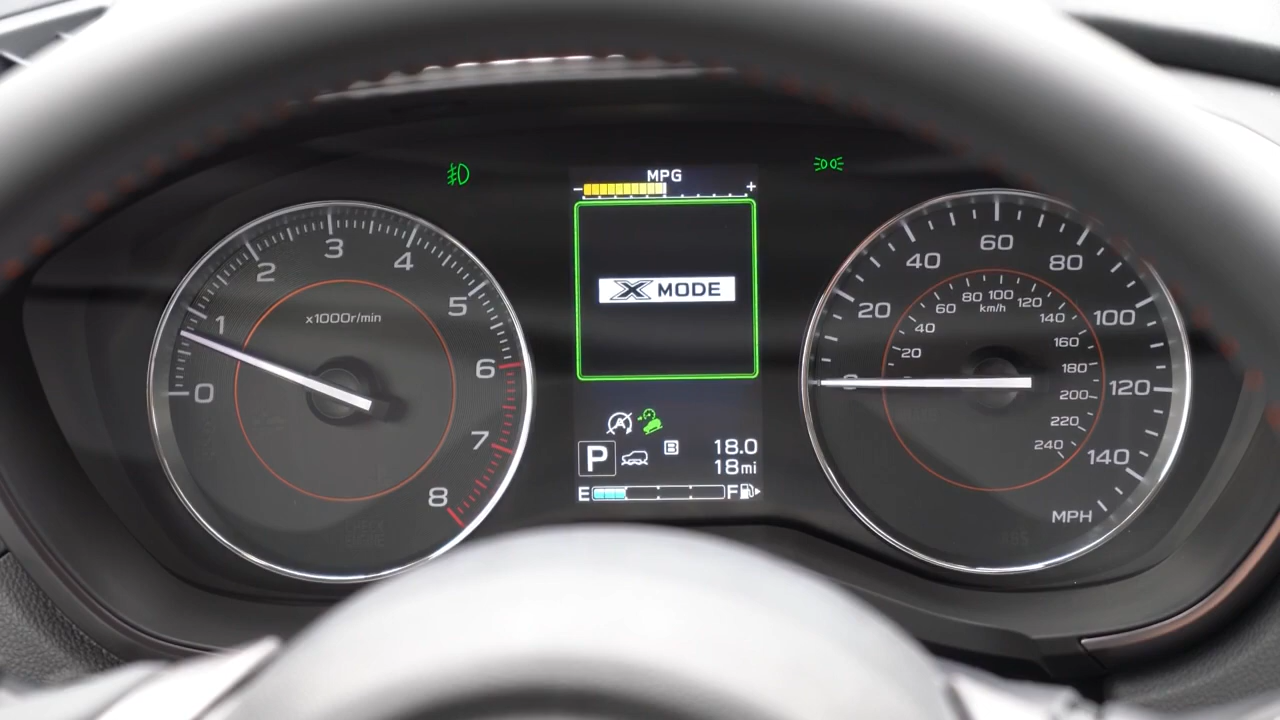 MPG
- +
X MODE
x1000r/min
0 1 2 3 4 5 6 7 8
P B 18.0
18mi
E F
20 40 60 80 100 120 140
MPH
km/h
20 40 60 80 100 120 140 160 180 200 220 240